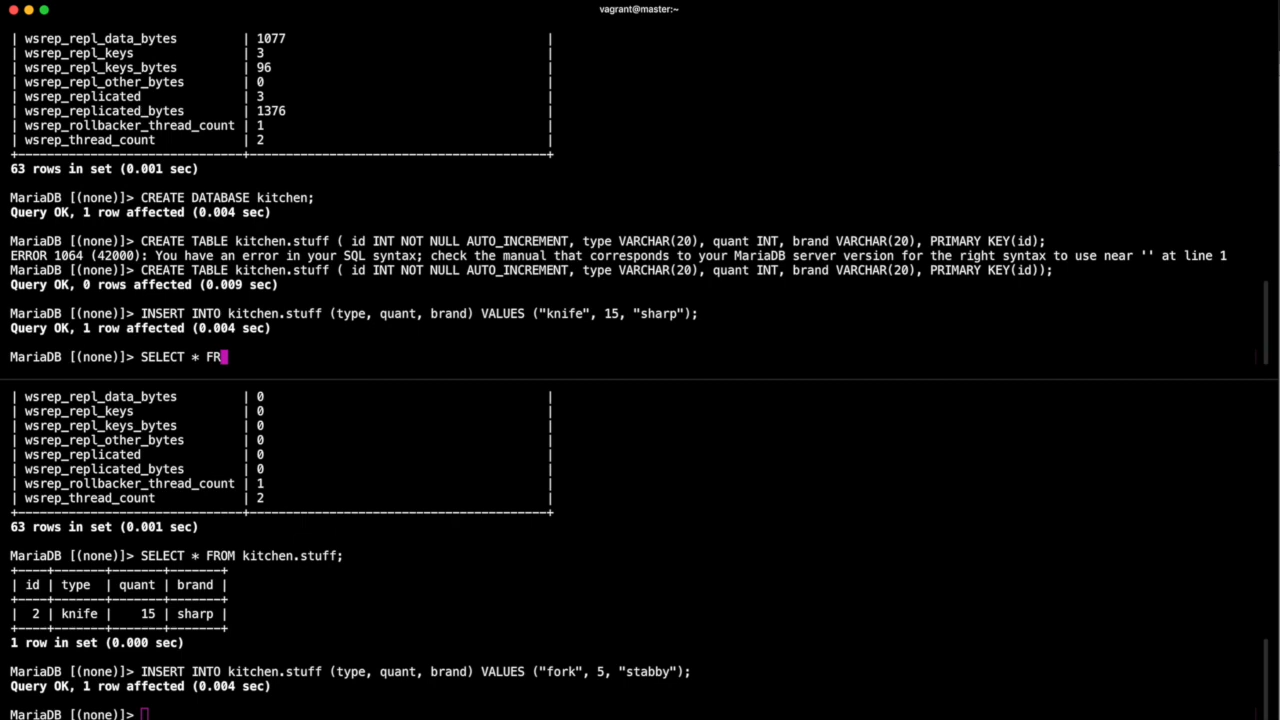 vagrant@master:~
| wsrep_repl_data_bytes         | 1077                                     |
| wsrep_repl_keys               | 3                                        |
| wsrep_repl_keys_bytes         | 96                                       |
| wsrep_repl_other_bytes        | 0                                        |
| wsrep_replicated              | 3                                        |
| wsrep_replicated_bytes        | 1376                                     |
| wsrep_rollbacker_thread_count | 1                                        |
| wsrep_thread_count            | 2                                        |
+-------------------------------+------------------------------------------+
63 rows in set (0.001 sec)
MariaDB [(none)]> CREATE DATABASE kitchen;
Query OK, 1 row affected (0.004 sec)
MariaDB [(none)]> CREATE TABLE kitchen.stuff ( id INT NOT NULL AUTO_INCREMENT, type VARCHAR(20), quant INT, brand VARCHAR(20), PRIMARY KEY(id);
ERROR 1064 (42000): You have an error in your SQL syntax; check the manual that corresponds to your MariaDB server version for the right syntax to use near '' at line 1
MariaDB [(none)]> CREATE TABLE kitchen.stuff ( id INT NOT NULL AUTO_INCREMENT, type VARCHAR(20), quant INT, brand VARCHAR(20), PRIMARY KEY(id));
Query OK, 0 rows affected (0.009 sec)
MariaDB [(none)]> INSERT INTO kitchen.stuff (type, quant, brand) VALUES ("knife", 15, "sharp");
Query OK, 1 row affected (0.004 sec)
MariaDB [(none)]> SELECT * FR
| wsrep_repl_data_bytes         | 0                                        |
| wsrep_repl_keys               | 0                                        |
| wsrep_repl_keys_bytes         | 0                                        |
| wsrep_repl_other_bytes        | 0                                        |
| wsrep_replicated              | 0                                        |
| wsrep_replicated_bytes        | 0                                        |
| wsrep_rollbacker_thread_count | 1                                        |
| wsrep_thread_count            | 2                                        |
+-------------------------------+------------------------------------------+
63 rows in set (0.001 sec)
MariaDB [(none)]> SELECT * FROM kitchen.stuff;
+----+-------+-------+-------+
| id | type  | quant | brand |
+----+-------+-------+-------+
|  2 | knife |    15 | sharp |
+----+-------+-------+-------+
1 row in set (0.000 sec)
MariaDB [(none)]> INSERT INTO kitchen.stuff (type, quant, brand) VALUES ("fork", 5, "stabby");
Query OK, 1 row affected (0.004 sec)
MariaDB [(none)]>